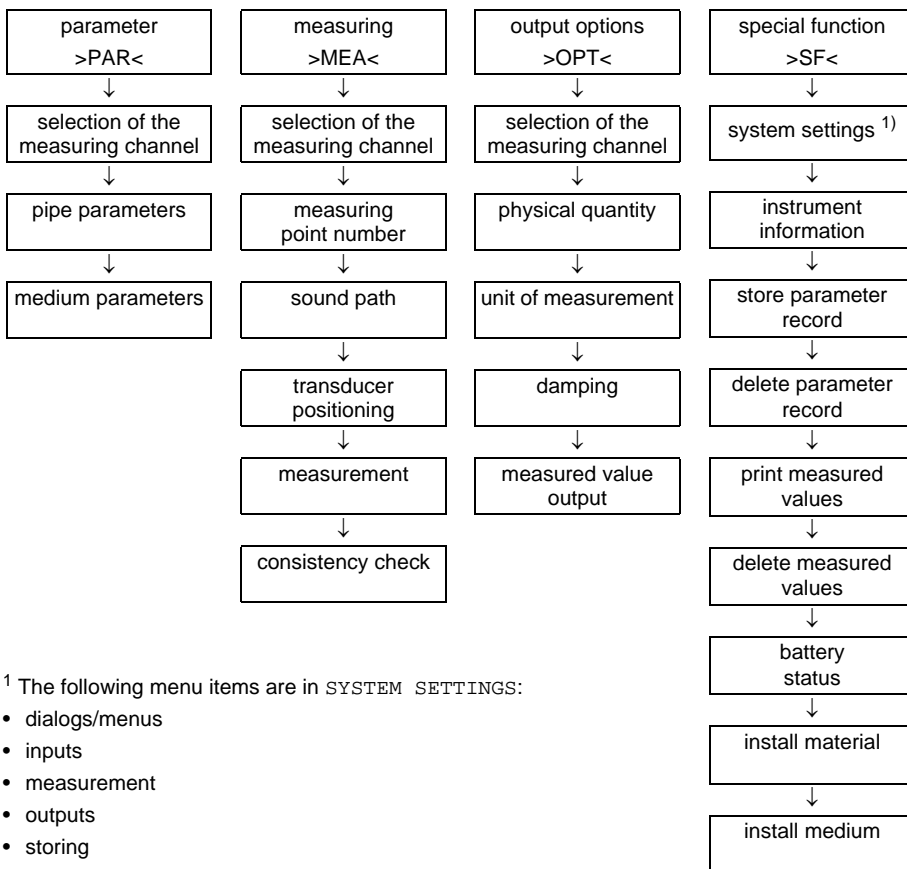 parameter
>PAR<
selection of the
measuring channel
pipe parameters
medium parameters
measuring
>MEA<
selection of the
measuring channel
measuring
point number
sound path
transducer
positioning
measurement
consistency check
output options
>OPT<
selection of the
measuring channel
physical quantity
unit of measurement
damping
measured value
output
special function
>SF<
system settings 1)
instrument
information
store parameter
record
delete parameter
record
print measured
values
delete measured
values
battery
status
install material
install medium
1 The following menu items are in SYSTEM SETTINGS:
• dialogs/menus
• inputs
• measurement
• outputs
• storing